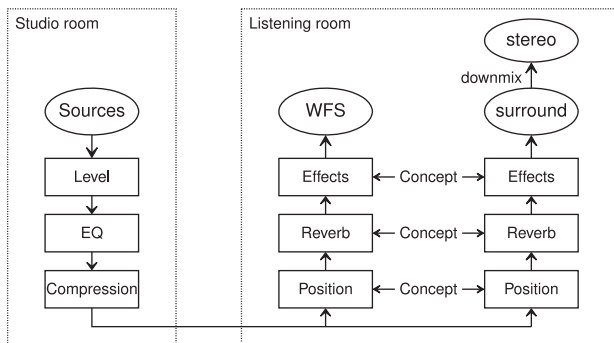 Studio room
Listening room
stereo
downmix
Sources
WFS
surround
Level
Effects
Concept
Effects
EQ
Reverb
Concept
Reverb
Compression
Position
Concept
Position